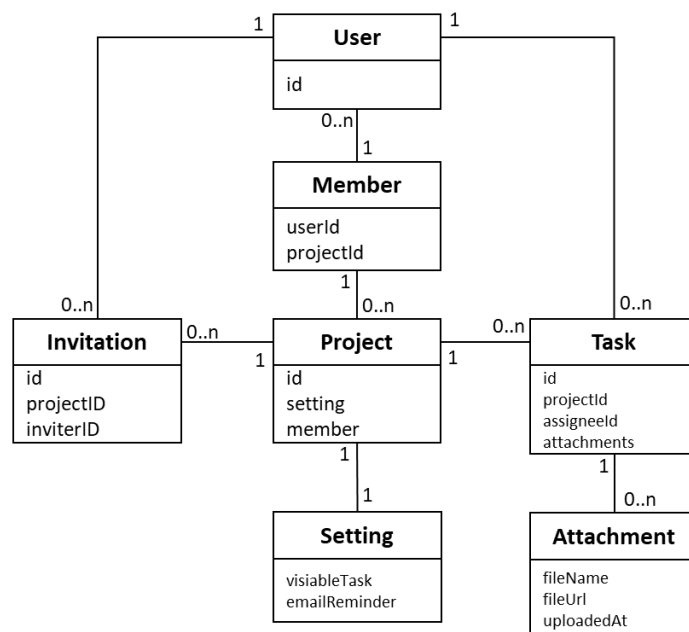 1
User
1
id
0..n
1
Member
userId
projectId
1
0..n
0..n
0..n
Invitation
0..n
Project
0..n
Task
1
1
id
projectID
inviterID
id
setting
member
id
projectId
assigneeId
attachments
1
1
1
0..n
Setting
Attachment
visiableTask
emailReminder
fileName
fileUrl
uploadedAt